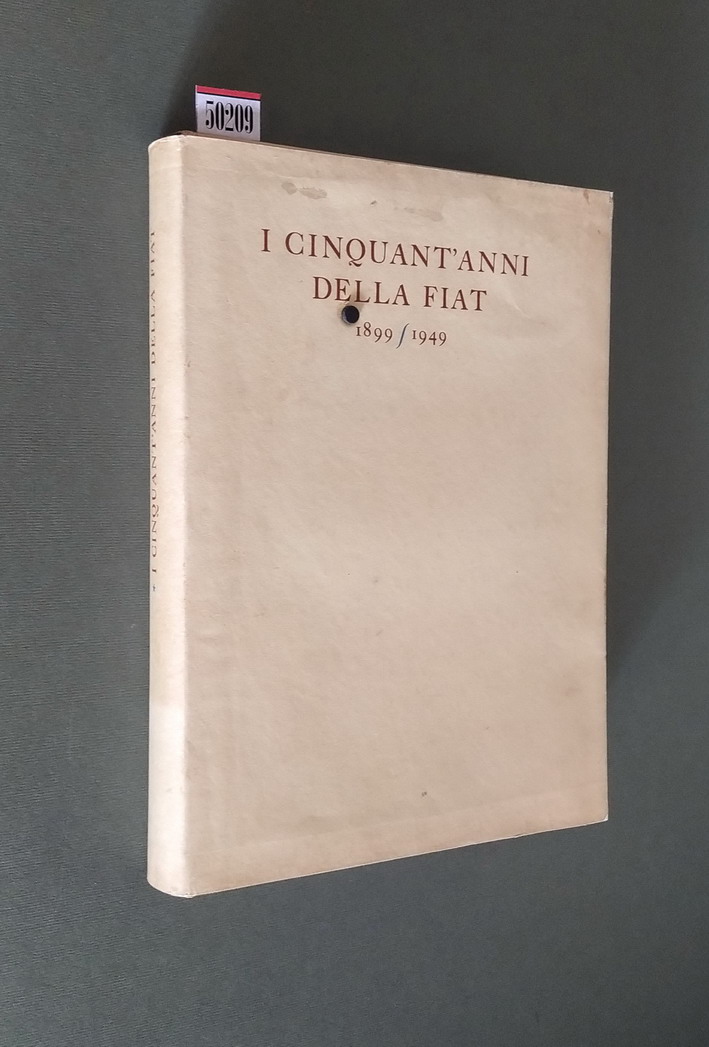 50209
I CINQUANT'ANNI
DELLA FIAT
1899/1949
I CINQUANT'ANNI DELLA FIAT